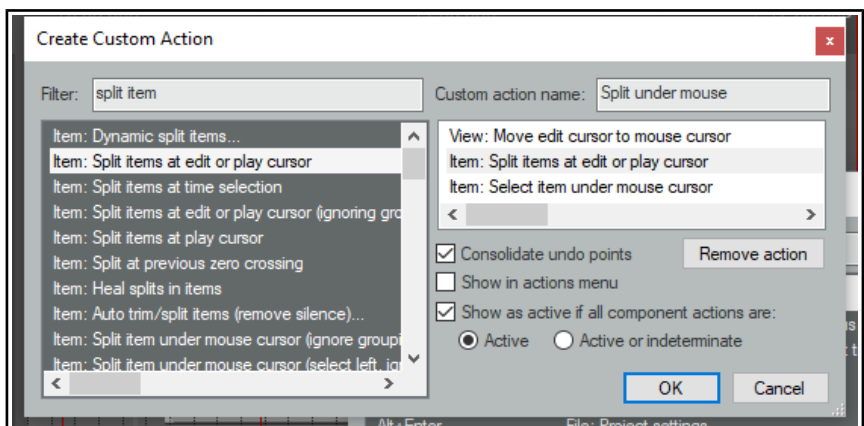 Create Custom Action
x
Filter: split item
Custom action name: Split under mouse
Item: Dynamic split items...
Item: Split items at edit or play cursor
Item: Split items at time selection
Item: Split items at edit or play cursor (ignoring gro
Item: Split items at play cursor
Item: Split at previous zero crossing
Item: Heal splits in items
Item: Auto trim/split items (remove silence)...
Item: Split item under mouse cursor (ignore groupi
Item: Split item under mouse cursor (select left, ig
View: Move edit cursor to mouse cursor
Item: Split items at edit or play cursor
Item: Select item under mouse cursor
Consolidate undo points
Remove action
Show in actions menu
Show as active if all component actions are:
Active
Active or indeterminate
OK
Cancel
Alt+Enter
File: Project settings